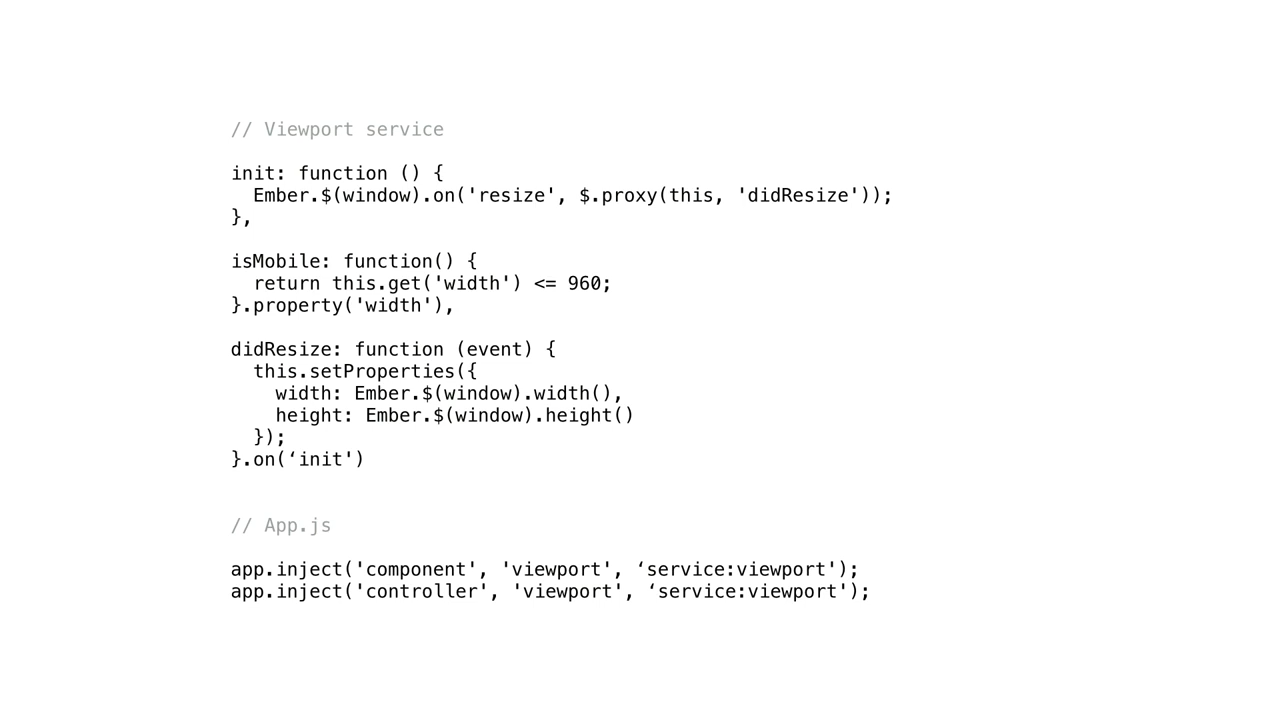 // Viewport service
init: function () {
  Ember.$(window).on('resize', $.proxy(this, 'didResize'));
},
isMobile: function() {
  return this.get('width') <= 960;
}.property('width'),
didResize: function (event) {
  this.setProperties({
    width: Ember.$(window).width(),
    height: Ember.$(window).height()
  });
}.on(‘init')
// App.js
app.inject('component', 'viewport', ‘service:viewport');
app.inject('controller', 'viewport', ‘service:viewport');